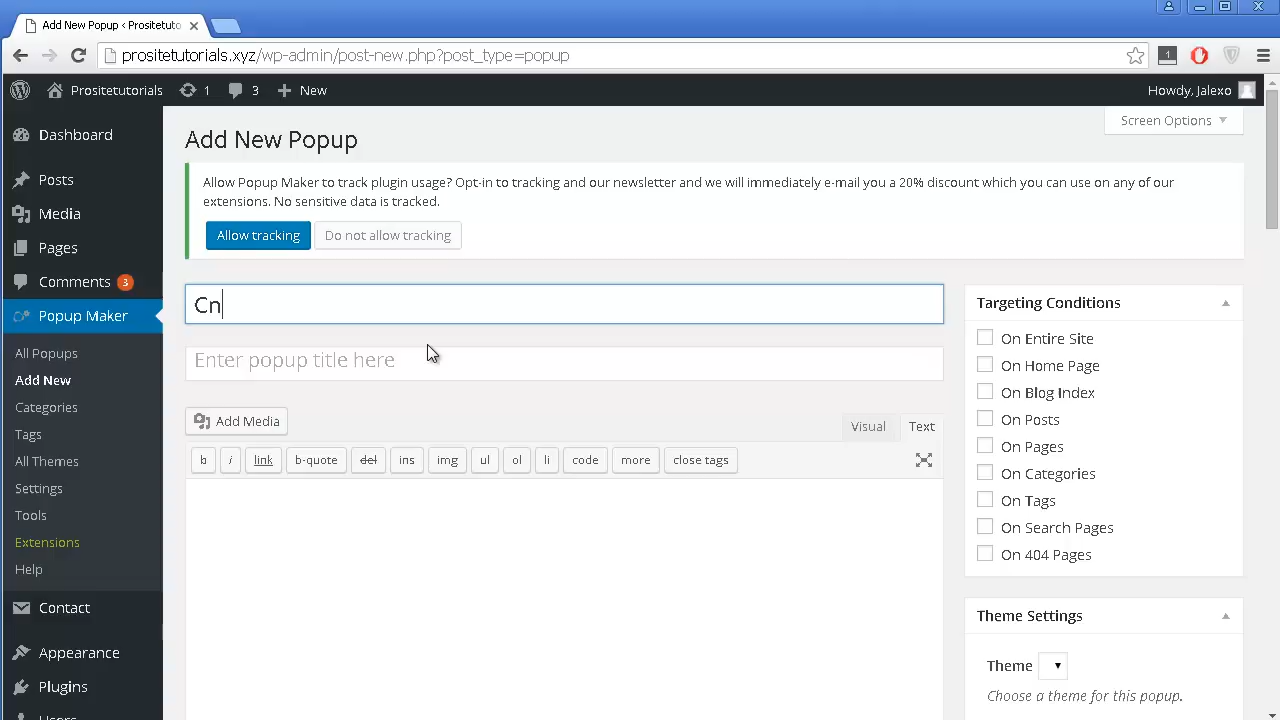 Add New Popup ‹ Prositetuto
prositetutorials.xyz/wp-admin/post-new.php?post_type=popup
1
Prositetutorials 1 3 New Howdy, Jalexo
Screen Options
Dashboard
Posts
Media
Pages
Comments 3
Popup Maker
All Popups
Add New
Categories
Tags
All Themes
Settings
Tools
Extensions
Help
Contact
Appearance
Plugins
Users
Add New Popup
Allow Popup Maker to track plugin usage? Opt-in to tracking and our newsletter and we will immediately e-mail you a 20% discount which you can use on any of our
extensions. No sensitive data is tracked.
Allow tracking Do not allow tracking
Cn
Enter popup title here
Add Media Visual Text
b i link b-quote del ins img ul ol li code more close tags
Targeting Conditions
On Entire Site
On Home Page
On Blog Index
On Posts
On Pages
On Categories
On Tags
On Search Pages
On 404 Pages
Theme Settings
Theme
Choose a theme for this popup.